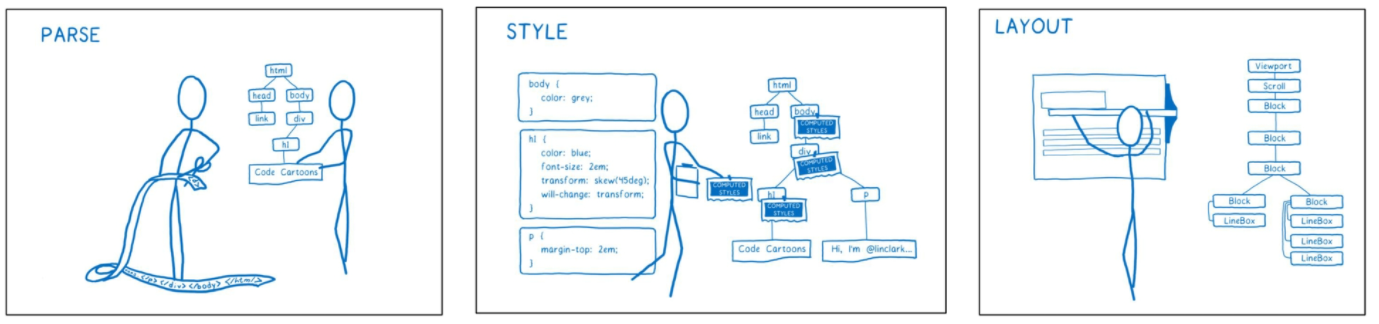 PARSE
html
head
body
link
div
h1
Code Cartoons
</p></div></body></html>
STYLE
body {
color: grey;
}
h1 {
color: blue;
font-size: 2em;
transform: skew(45deg);
will-change: transform;
}
p {
margin-top: 2em;
}
html
head
body
COMPUTED
STYLES
link
div
COMPUTED
STYLES
COMPUTED
STYLES
h1
COMPUTED
STYLES
p
Code Cartoons
Hi, I'm @linclark...
LAYOUT
Viewport
Scroll
Block
Block
Block
Block
LineBox
Block
LineBox
LineBox
LineBox